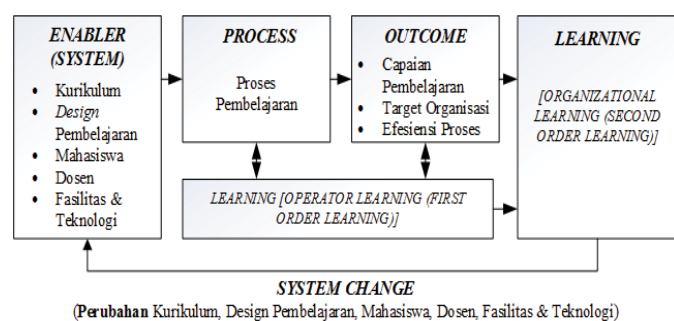 ENABLER
(SYSTEM)
Kurikulum
Design
Pembelajaran
Mahasiswa
Dosen
Fasilitas &
Teknologi
PROCESS
Proses
Pembelajaran
OUTCOME
Capaian
Pembelajaran
Target Organisasi
Efesiensi Proses
LEARNING
[ORGANIZATIONAL
LEARNING (SECOND
ORDER LEARNING)]
LEARNING [OPERATOR LEARNING (FIRST
ORDER LEARNING)]
SYSTEM CHANGE
(Perubahan Kurikulum, Design Pembelajaran, Mahasiswa, Dosen, Fasilitas & Teknologi)